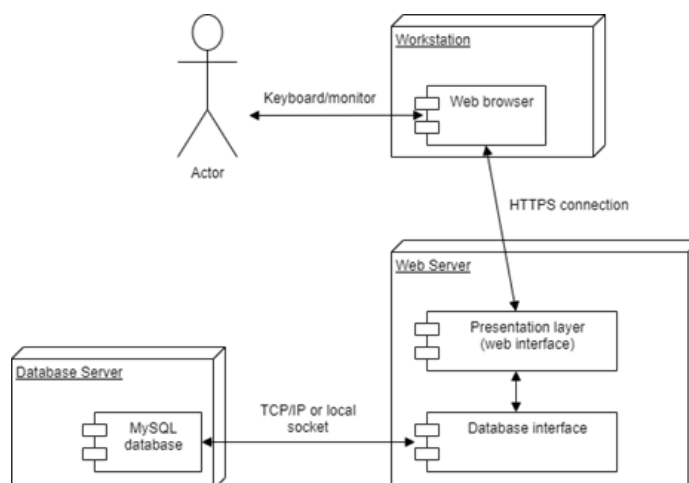 Workstation
Keyboard/monitor
Web browser
Actor
HTTPS connection
Web Server
Presentation layer
(web interface)
Database Server
TCP/IP or local
socket
MySQL
database
Database interface